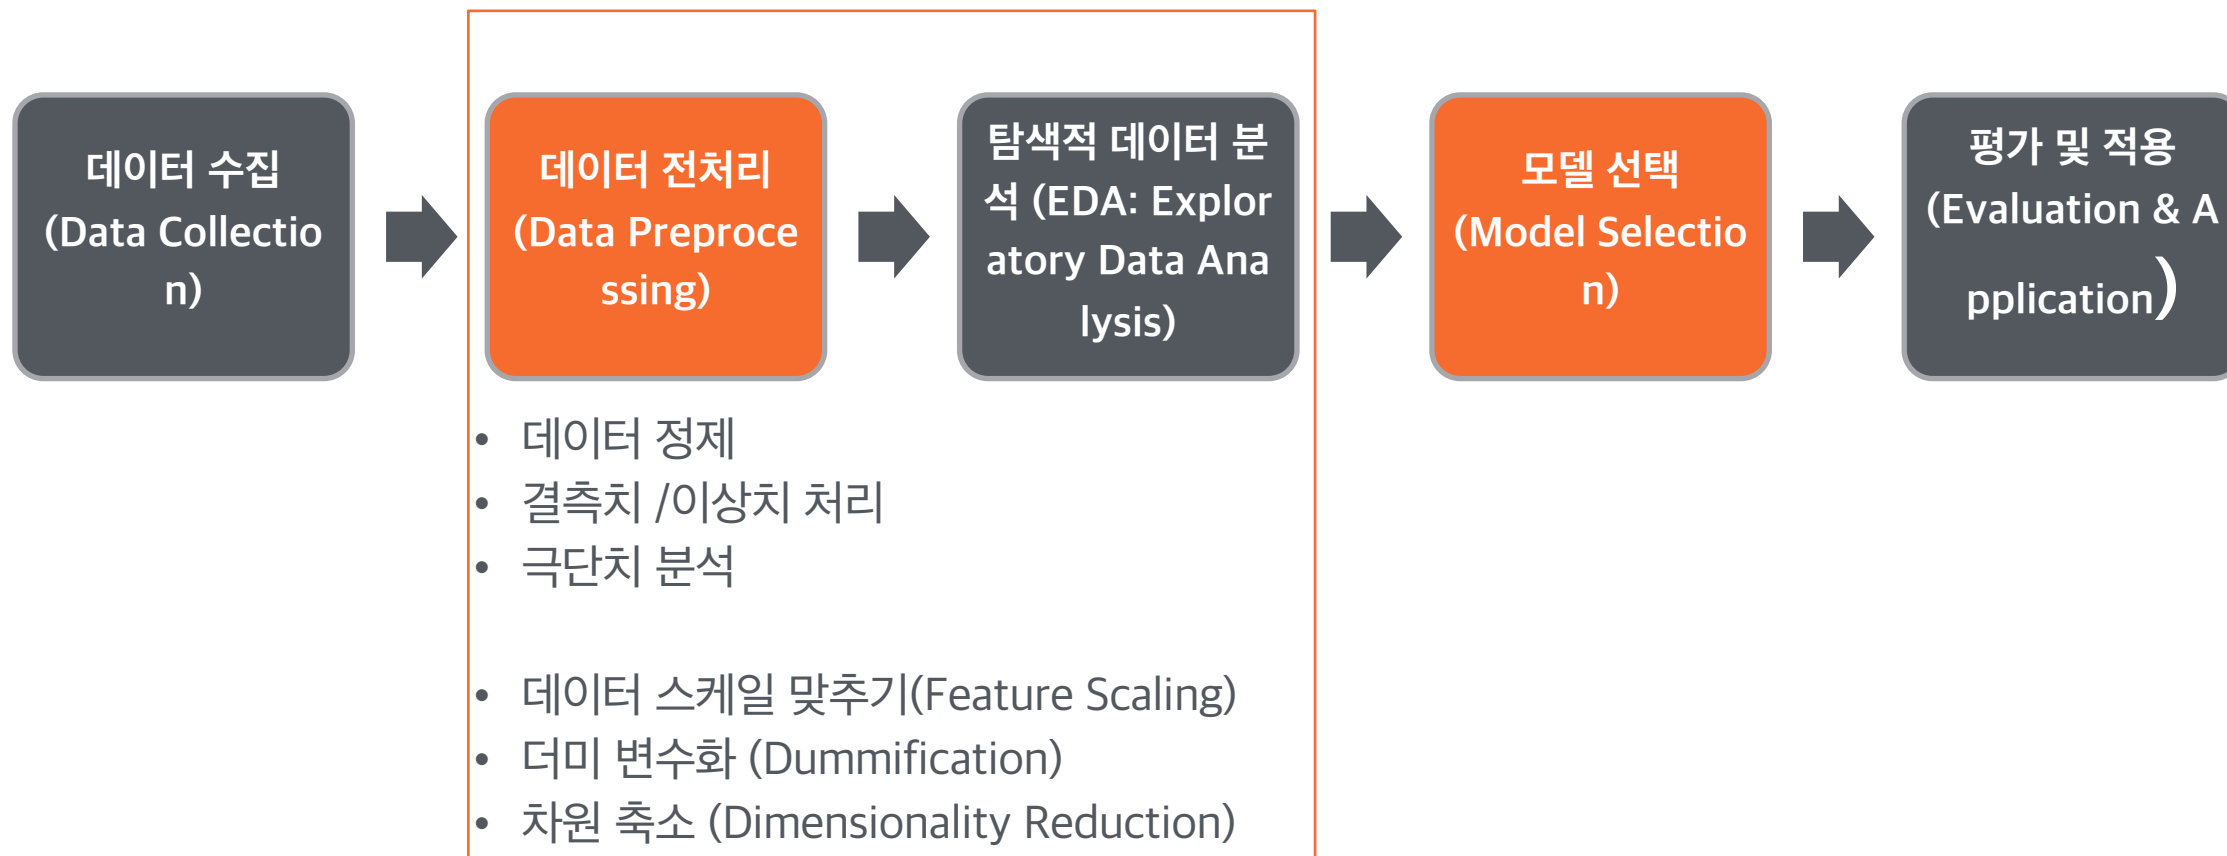 데이터 수집
(Data Collectio
n)
데이터 전처리
(Data Preproce
ssing)
탐색적 데이터 분
석 (EDA: Explor
atory Data Ana
lysis)
모델 선택
(Model Selectio
n)
평가 및 적용
(Evaluation & A
pplication)
• 데이터 정제
• 결측치 /이상치 처리
• 극단치 분석
• 데이터 스케일 맞추기(Feature Scaling)
• 더미 변수화 (Dummification)
• 차원 축소 (Dimensionality Reduction)